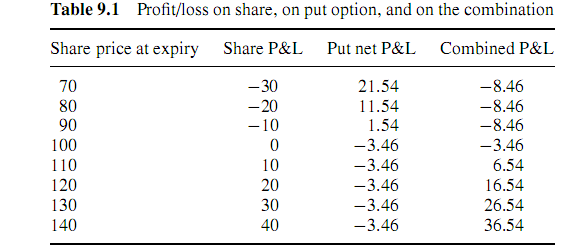 Table 9.1 Profit/loss on share, on put option, and on the combination
Share price at expiry Share P&L Put net P&L Combined P&L
70 −30 21.54 −8.46
80 −20 11.54 −8.46
90 −10 1.54 −8.46
100 0 −3.46 −3.46
110 10 −3.46 6.54
120 20 −3.46 16.54
130 30 −3.46 26.54
140 40 −3.46 36.54